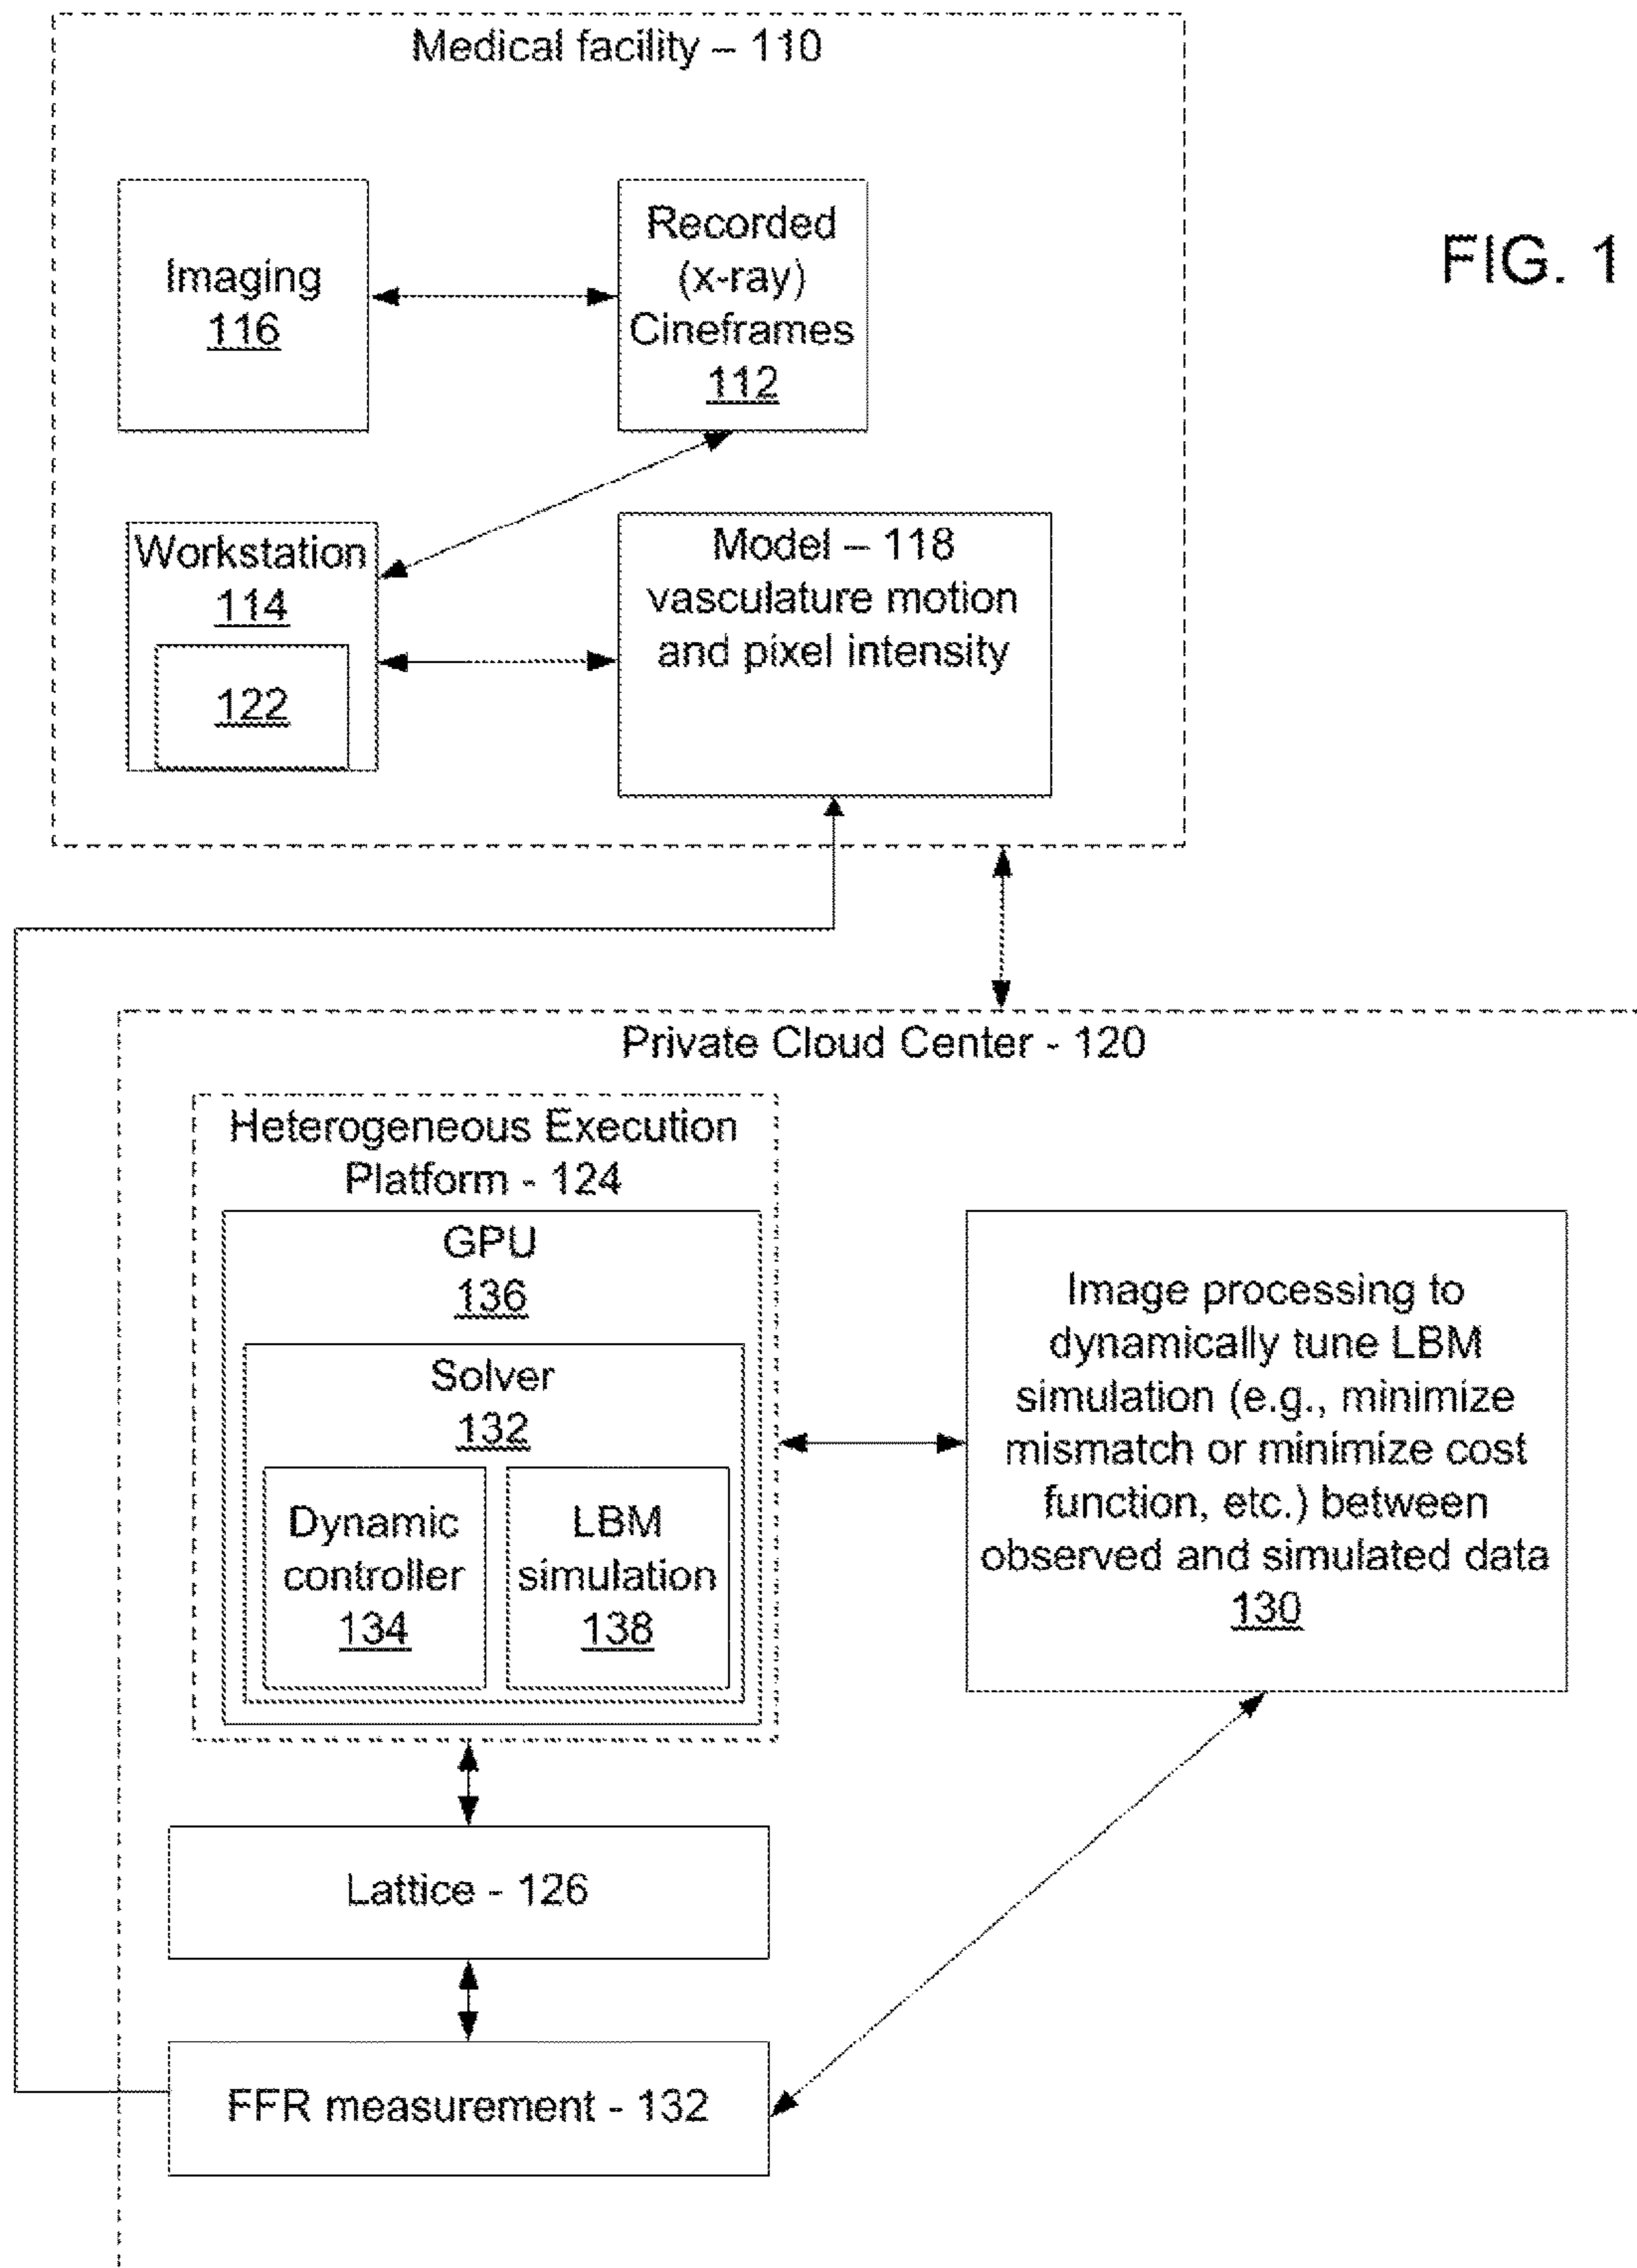 Medical facility – 110
FIG. 1
Imaging
116
Recorded
(x-ray)
Cineframes
112
Workstation
114
122
Model – 118
vasculature motion
and pixel intensity
Private Cloud Center - 120
Heterogeneous Execution
Platform - 124
GPU
136
Solver
132
Dynamic
controller
134
LBM
simulation
138
Image processing to
dynamically tune LBM
simulation (e.g., minimize
mismatch or minimize cost
function, etc.) between
observed and simulated data
130
Lattice - 126
FFR measurement - 132